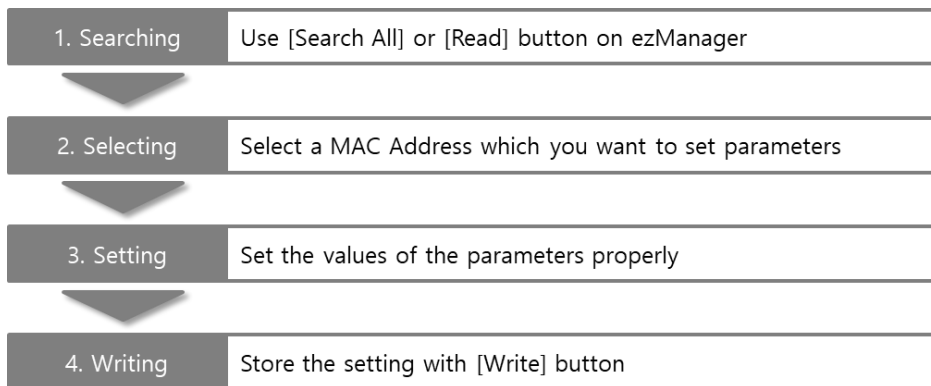 1. Searching Use [Search All] or [Read] button on ezManager
2. Selecting Select a MAC Address which you want to set parameters
3. Setting Set the values of the parameters properly
4. Writing Store the setting with [Write] button